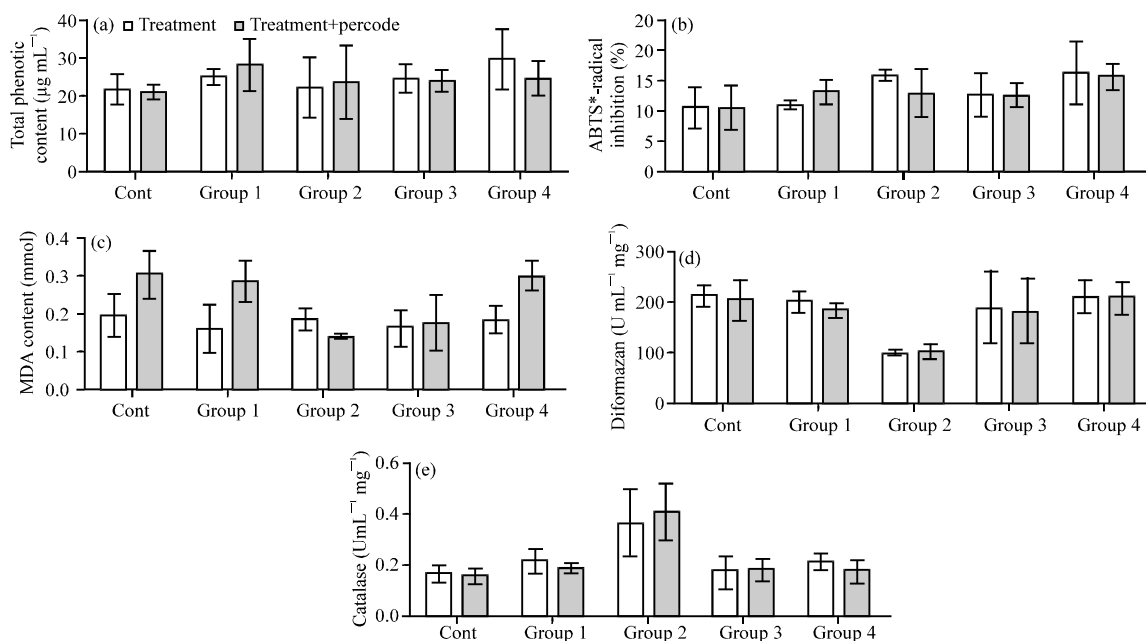 (a) Treatment Treatment+percode
Total phenotic
content (µg mL⁻¹)
40
30
20
10
0
Cont Group 1 Group 2 Group 3 Group 4
(b)
ABTS*-radical
inhibition (%)
20
15
10
5
0
Cont Group 1 Group 2 Group 3 Group 4
(c)
MDA content (mmol)
0.4
0.3
0.2
0.1
0.0
Cont Group 1 Group 2 Group 3 Group 4
(d)
Diformazan (U mL⁻¹ mg⁻¹)
300
200
100
0
Cont Group 1 Group 2 Group 3 Group 4
(e)
Catalase (UmL⁻¹ mg⁻¹)
0.6
0.4
0.2
0.0
Cont Group 1 Group 2 Group 3 Group 4